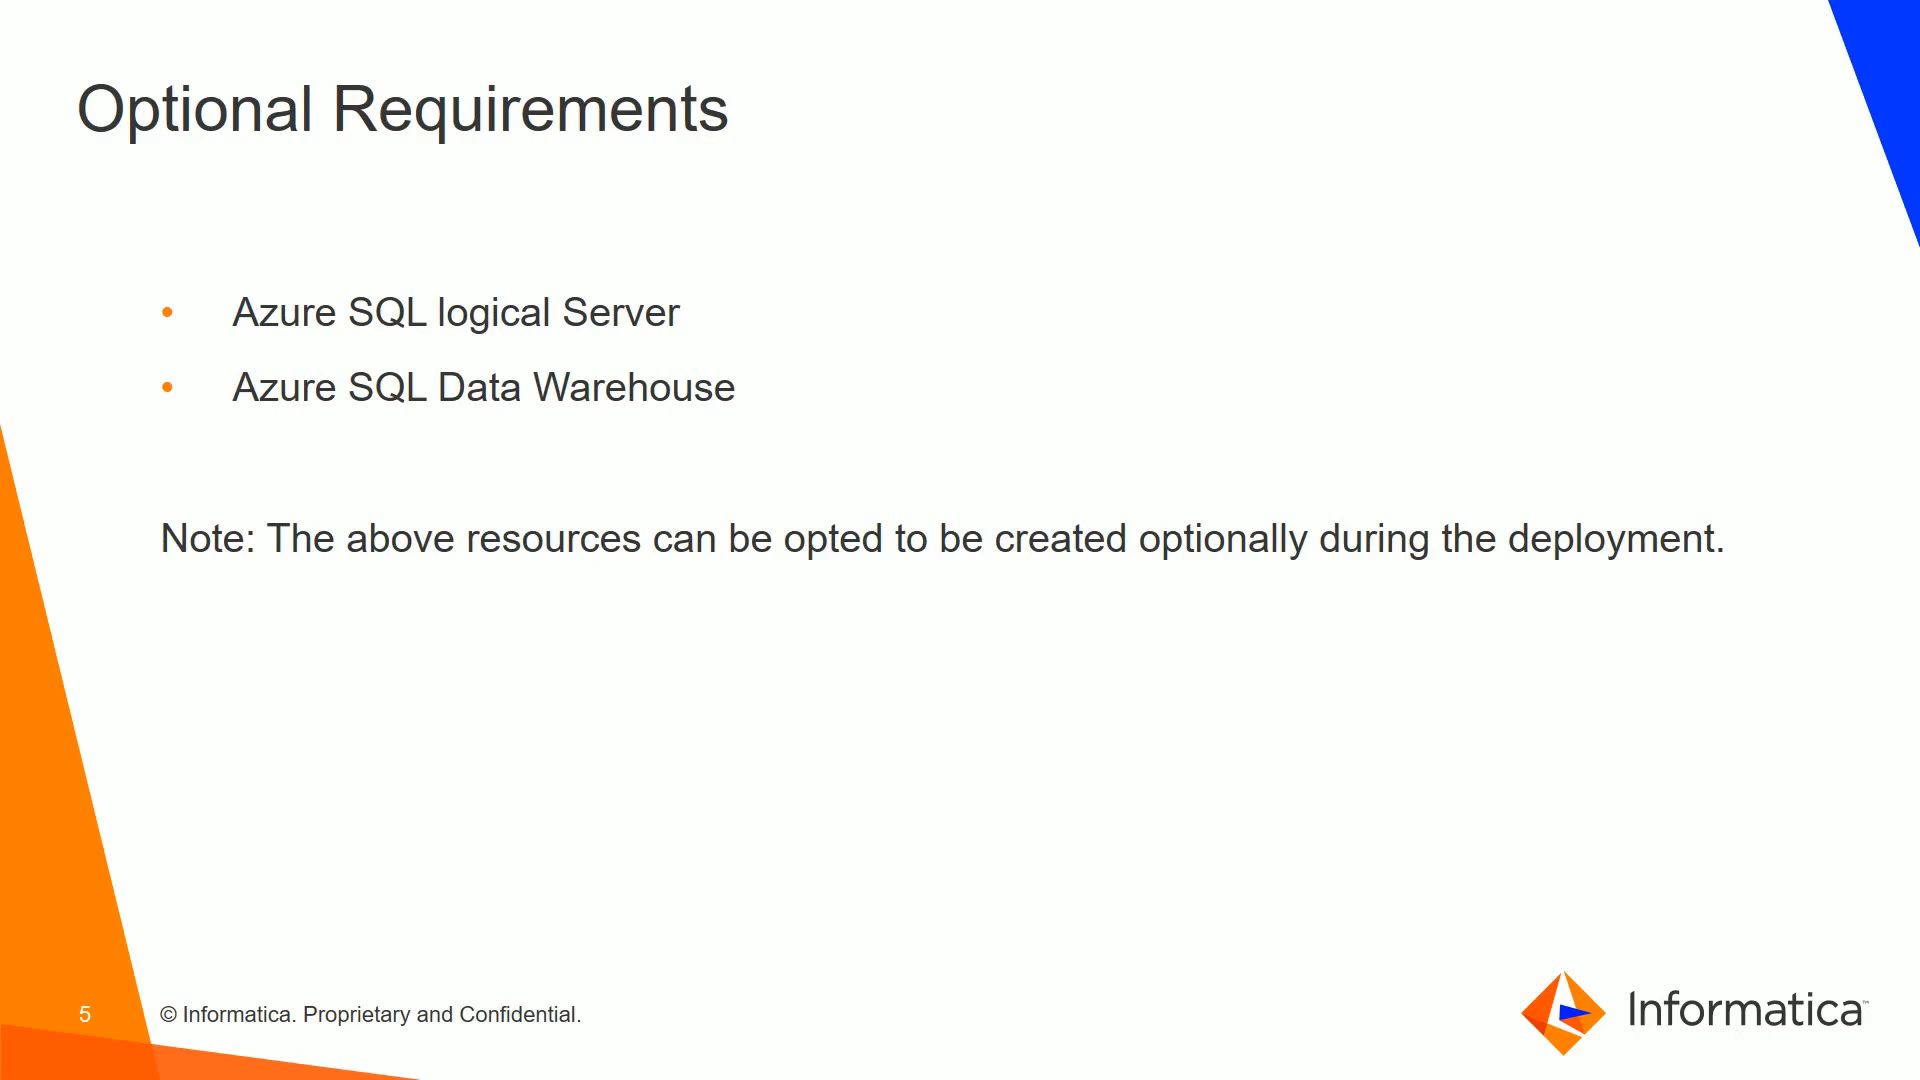 Optional Requirements
• Azure SQL logical Server
• Azure SQL Data Warehouse
Note: The above resources can be opted to be created optionally during the deployment.
5 © Informatica. Proprietary and Confidential.
Informatica™